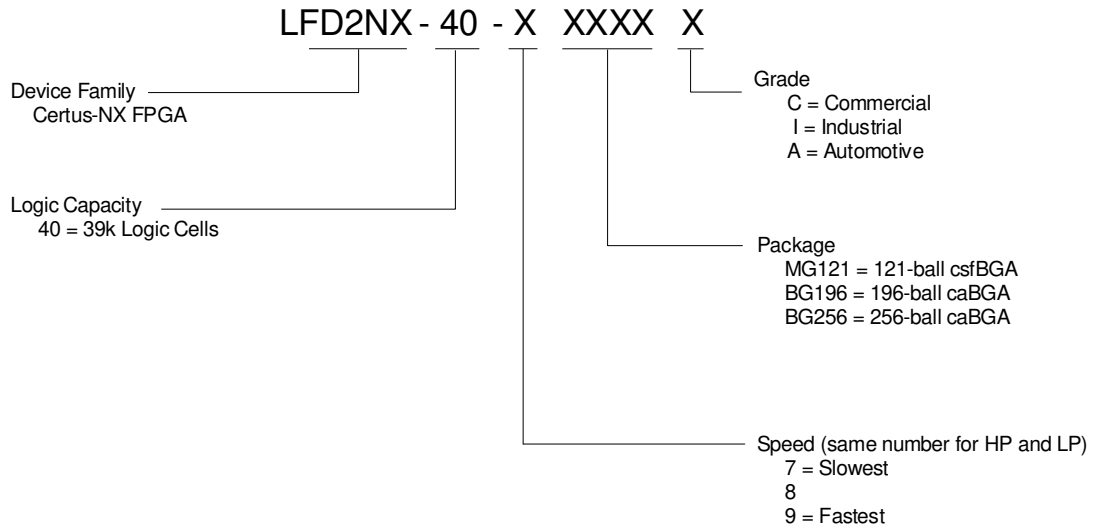 LFD2NX - 40 - X XXXX X
Device Family
Certus-NX FPGA
Logic Capacity
40 = 39k Logic Cells
Grade
C = Commercial
I = Industrial
A = Automotive
Package
MG121 = 121-ball csfBGA
BG196 = 196-ball caBGA
BG256 = 256-ball caBGA
Speed (same number for HP and LP)
7 = Slowest
8
9 = Fastest